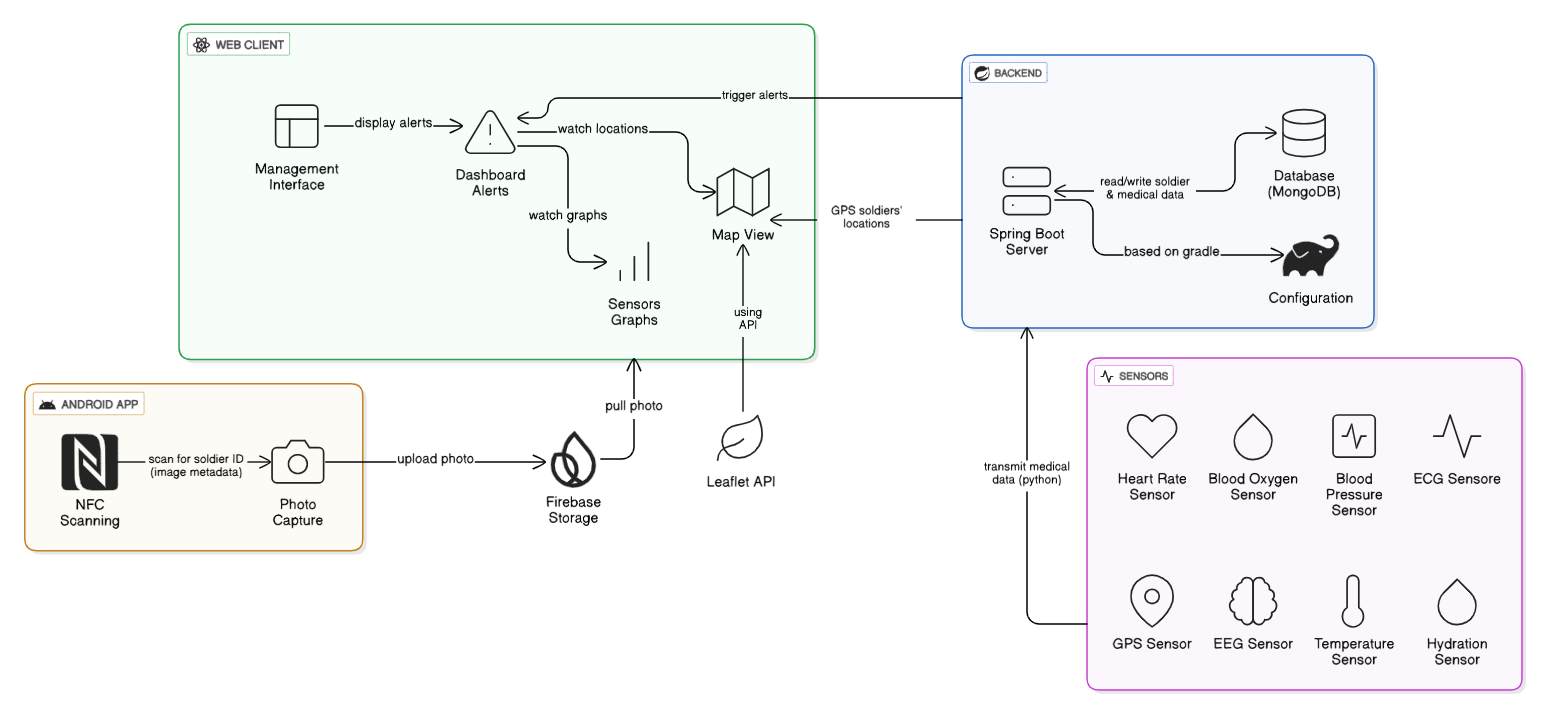 WEB CLIENT
Management
Interface
display alerts
Dashboard
Alerts
trigger alerts
watch locations
watch graphs
Map View
Sensors
Graphs
GPS soldiers'
locations
using
API
BACKEND
Spring Boot
Server
read/write soldier
& medical data
Database
(MongoDB)
based on gradle
Configuration
ANDROID APP
NFC
Scanning
scan for soldier ID
(image metadata)
Photo
Capture
upload photo
Firebase
Storage
pull photo
Leaflet API
transmit medical
data (python)
SENSORS
Heart Rate
Sensor
Blood Oxygen
Sensor
Blood
Pressure
Sensor
ECG Sensore
GPS Sensor
EEG Sensor
Temperature
Sensor
Hydration
Sensor